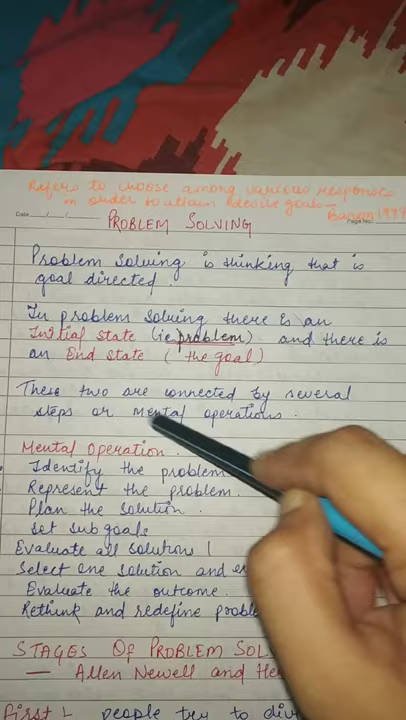 Refers to choose among various responses
in order to attain desire goals -
Baron 1997
Date / /
Page No.
PROBLEM SOLVING
Problem solving is thinking that is
goal directed.
In problem solving there is an
Initial state (ie problem) and there is
an End state ( the goal)
These two are connected by several
steps or mental operations.
Mental Operation.
Identify the problem
Represent the problem.
Plan the solution.
Set sub goals
Evaluate all solutions
Select one solution and
Evaluate the outcome.
Rethink and redefine
STAGES OF PROBLEM
— Allen Newell and
First people try to